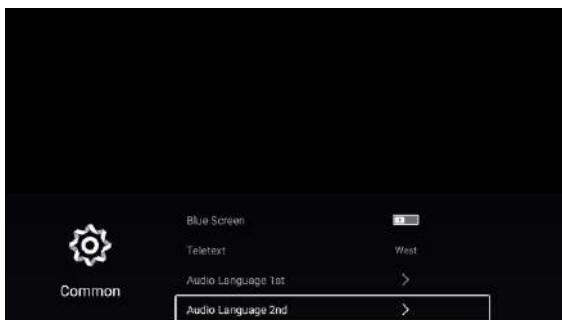 Blue Screen
Teletext West
Audio Language 1st
Common
Audio Language 2nd